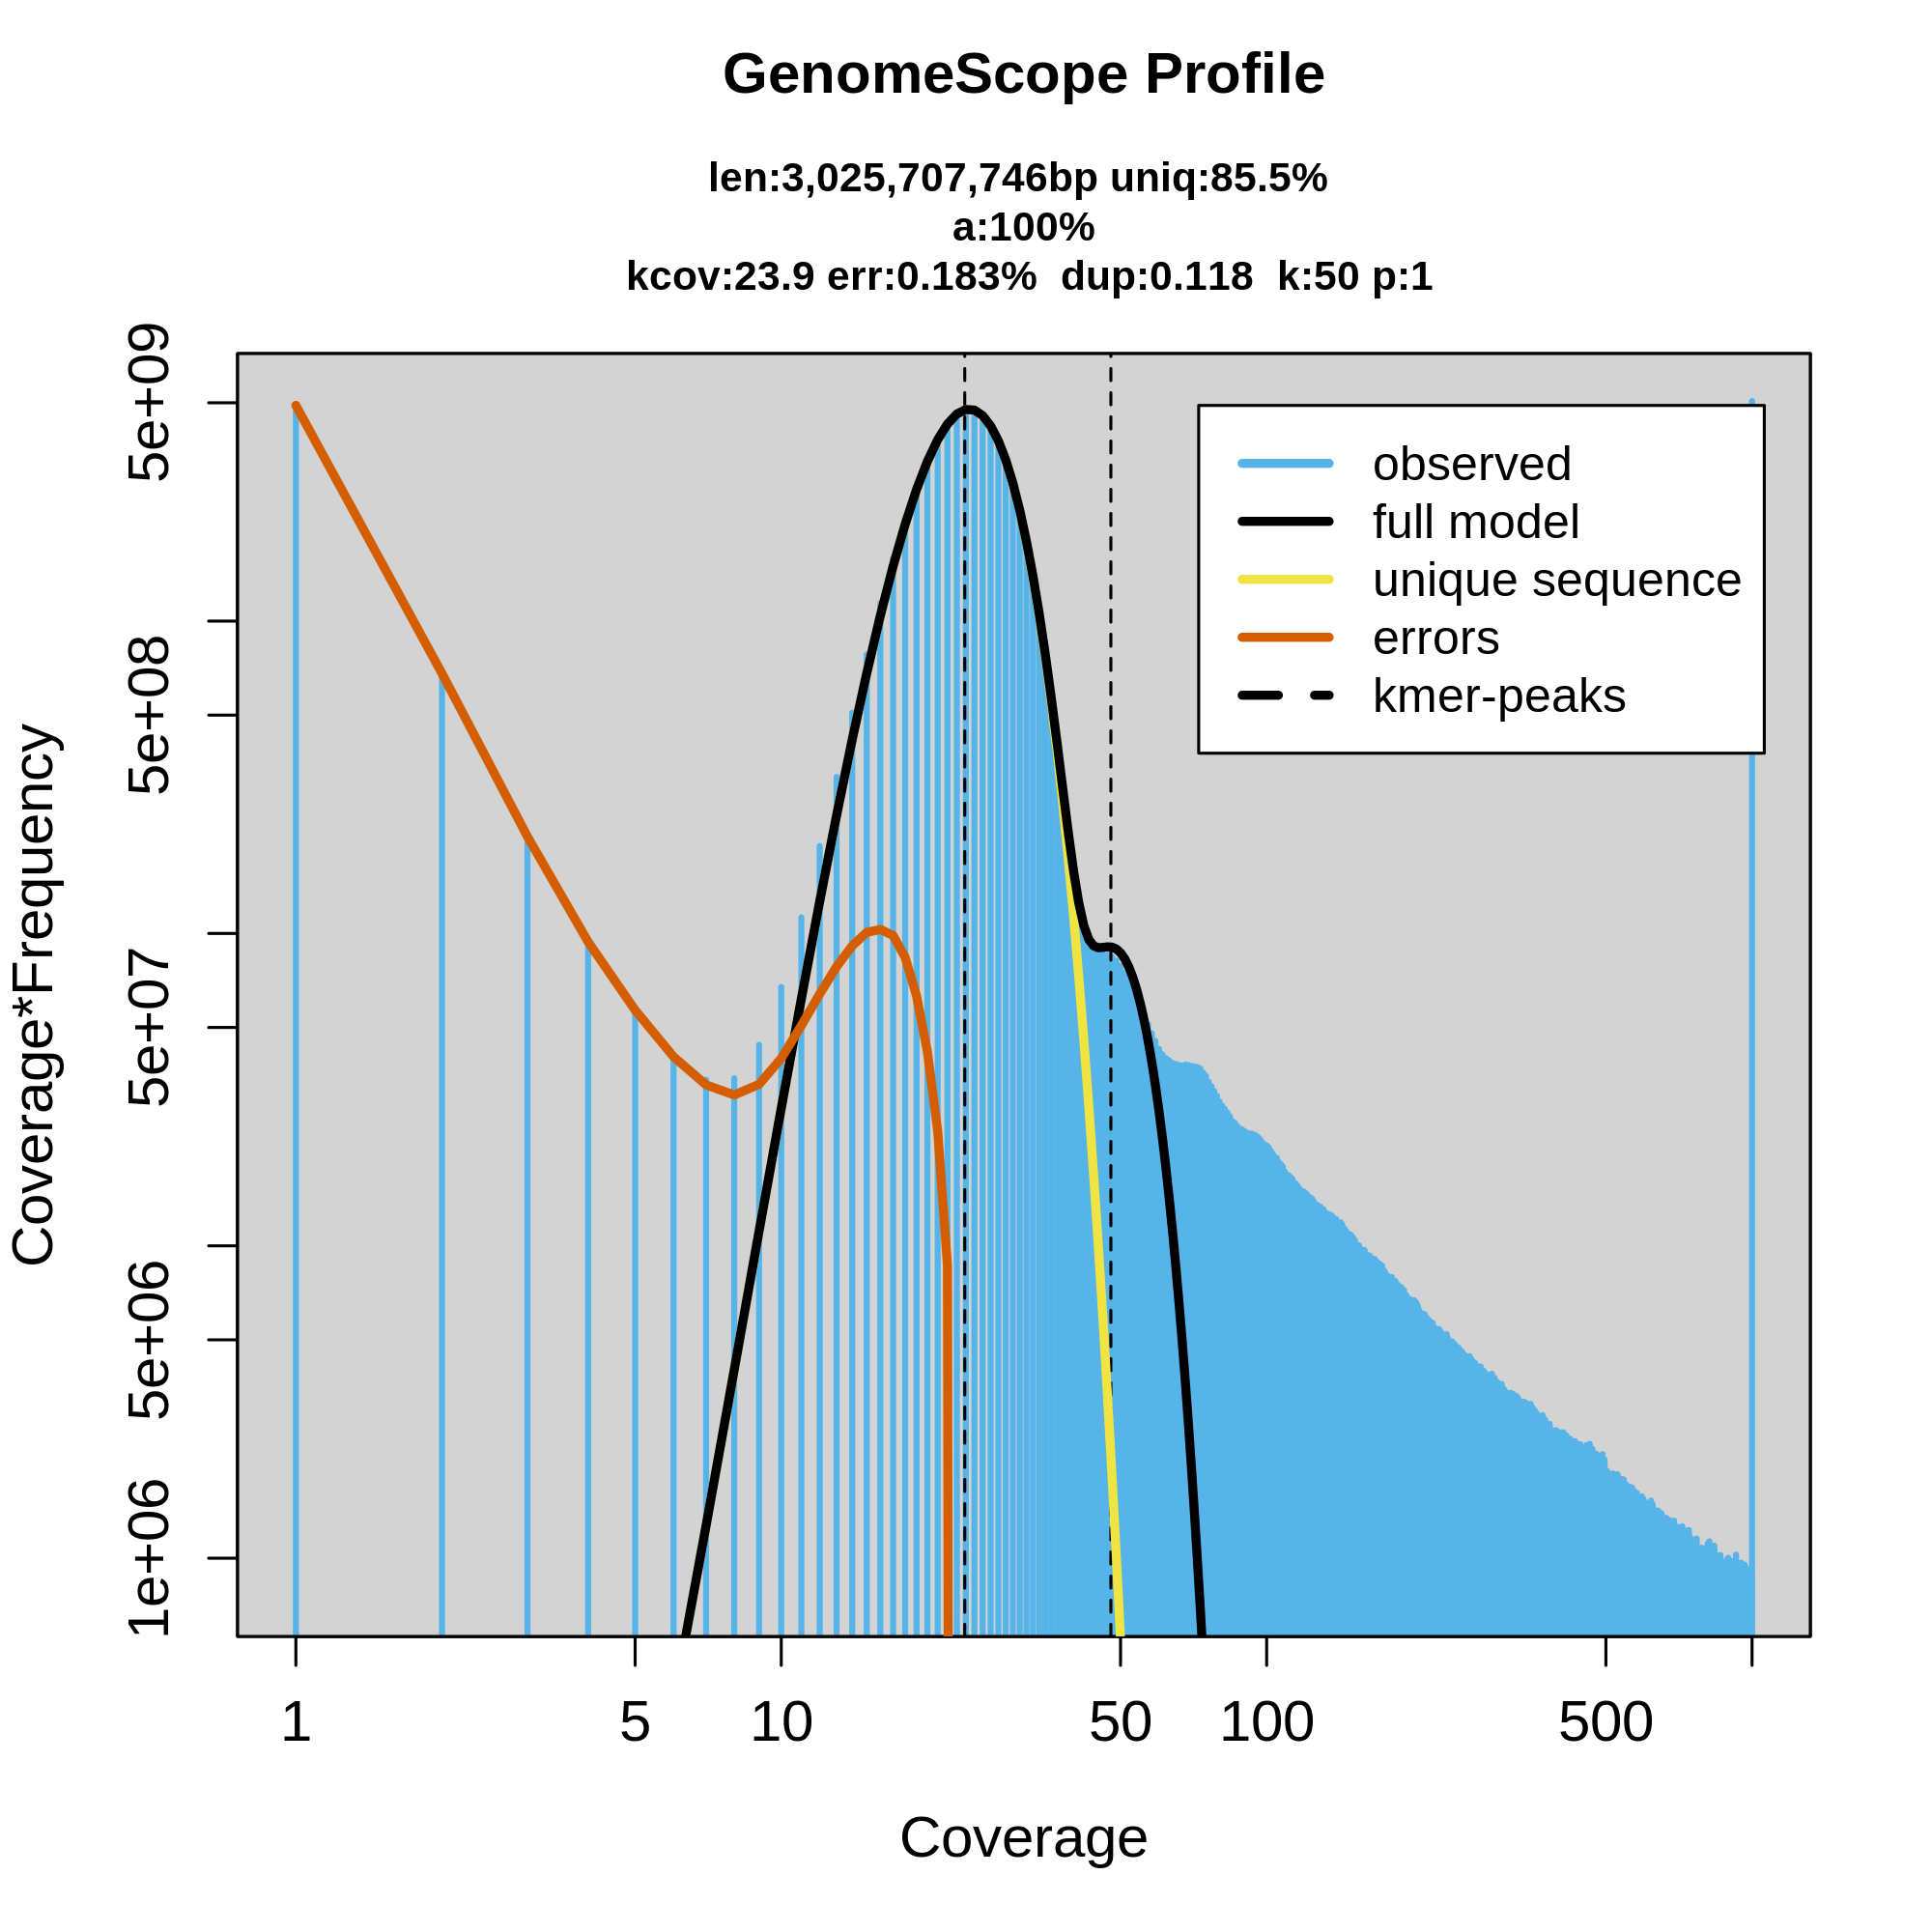 GenomeScope Profile
len:3,025,707,746bp uniq:85.5%
a:100%
kcov:23.9 err:0.183%  dup:0.118  k:50 p:1
Coverage*Frequency
5e+09
5e+08
5e+07
5e+06
1e+06
observed
full model
unique sequence
errors
kmer-peaks
1 5 10 50 100 500
Coverage